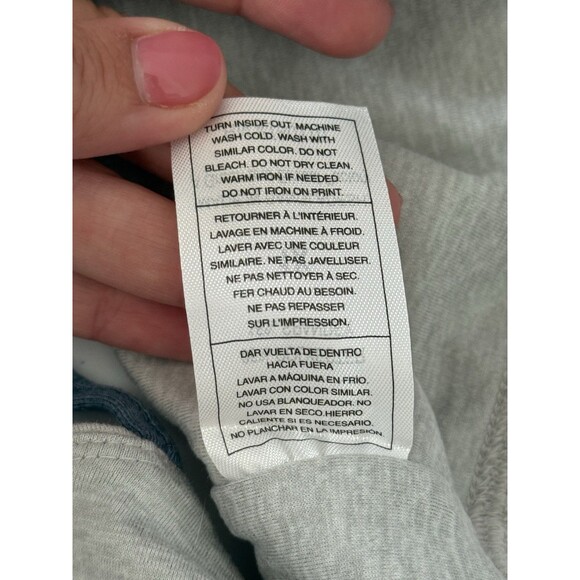 TURN INSIDE OUT MACHINE
WASH COLD. WASH WITH
SIMILAR COLOR. DO NOT
BLEACH. DO NOT DRY CLEAN.
WARM IRON IF NEEDED.
DO NOT IRON ON PRINT.
RETOURNER À L'INTÉRIEUR.
LAVAGE EN MACHINE À FROID.
LAVER AVEC UNE COULEUR
SIMILAIRE. NE PAS JAVELLISER.
NE PAS NETTOYER À SEC.
FER CHAUD AU BESOIN.
NE PAS REPASSER
SUR L'IMPRESSION.
DAR VUELTA DE DENTRO
HACIA FUERA
LAVAR A MÁQUINA EN FRÍO.
LAVAR CON COLOR SIMILAR.
NO USA BLANQUEADOR. NO
LAVAR EN SECO.HIERRO
CALIENTE SI ES NECESARIO.
NO PLANCHAR EN LA IMPRESIÓN.